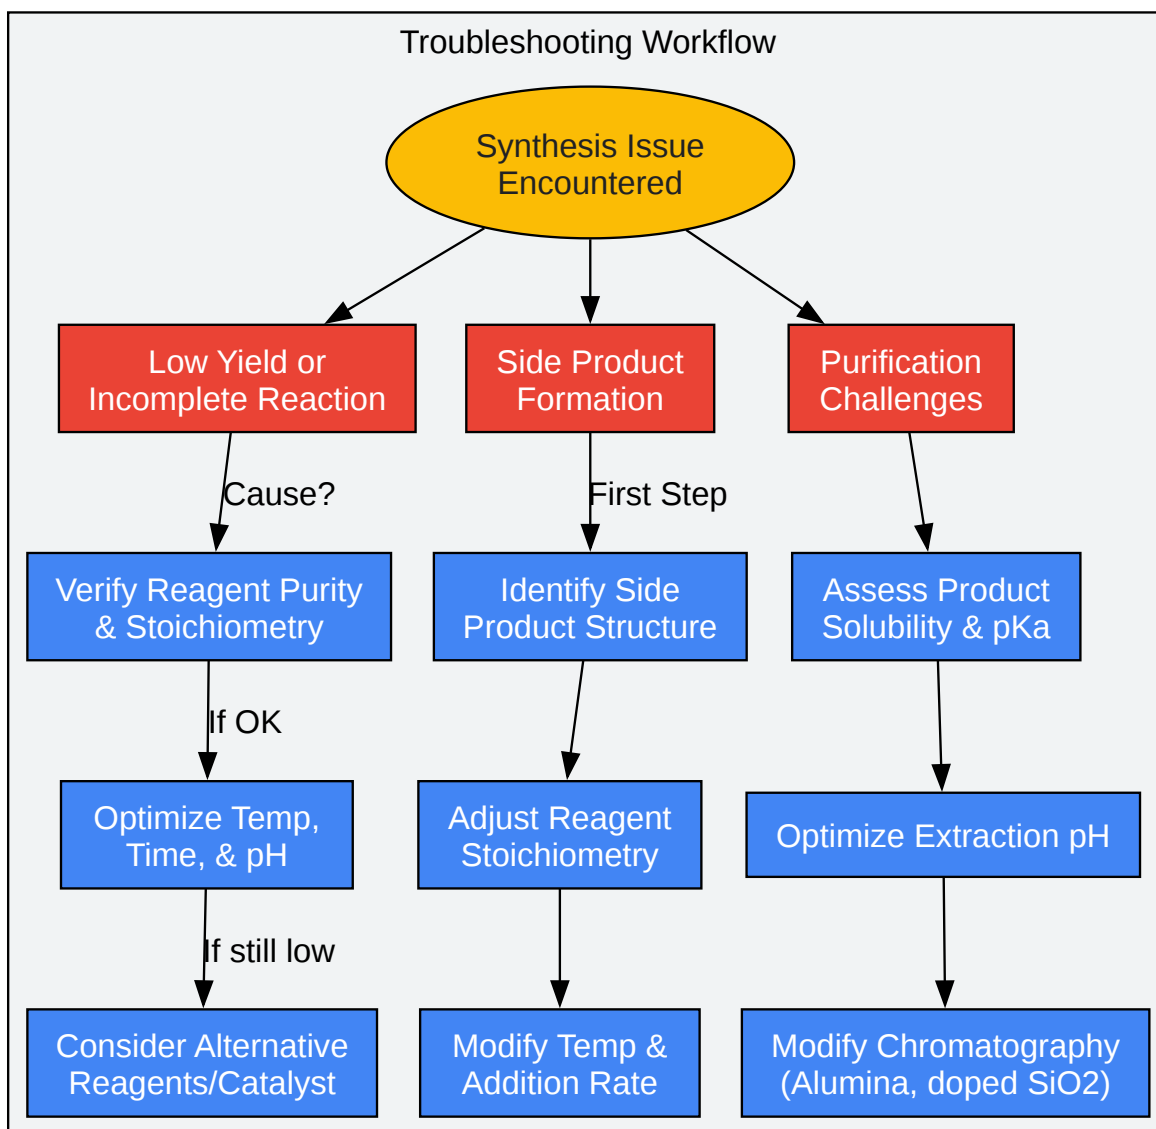 Troubleshooting Workflow
Synthesis Issue
Encountered
Low Yield or
Incomplete Reaction
Side Product
Formation
Purification
Challenges
Cause?
First Step
Verify Reagent Purity
& Stoichiometry
Identify Side
Product Structure
Assess Product
Solubility & pKa
If OK
Optimize Temp,
Time, & pH
Adjust Reagent
Stoichiometry
Optimize Extraction pH
If still low
Consider Alternative
Reagents/Catalyst
Modify Temp &
Addition Rate
Modify Chromatography
(Alumina, doped SiO2)